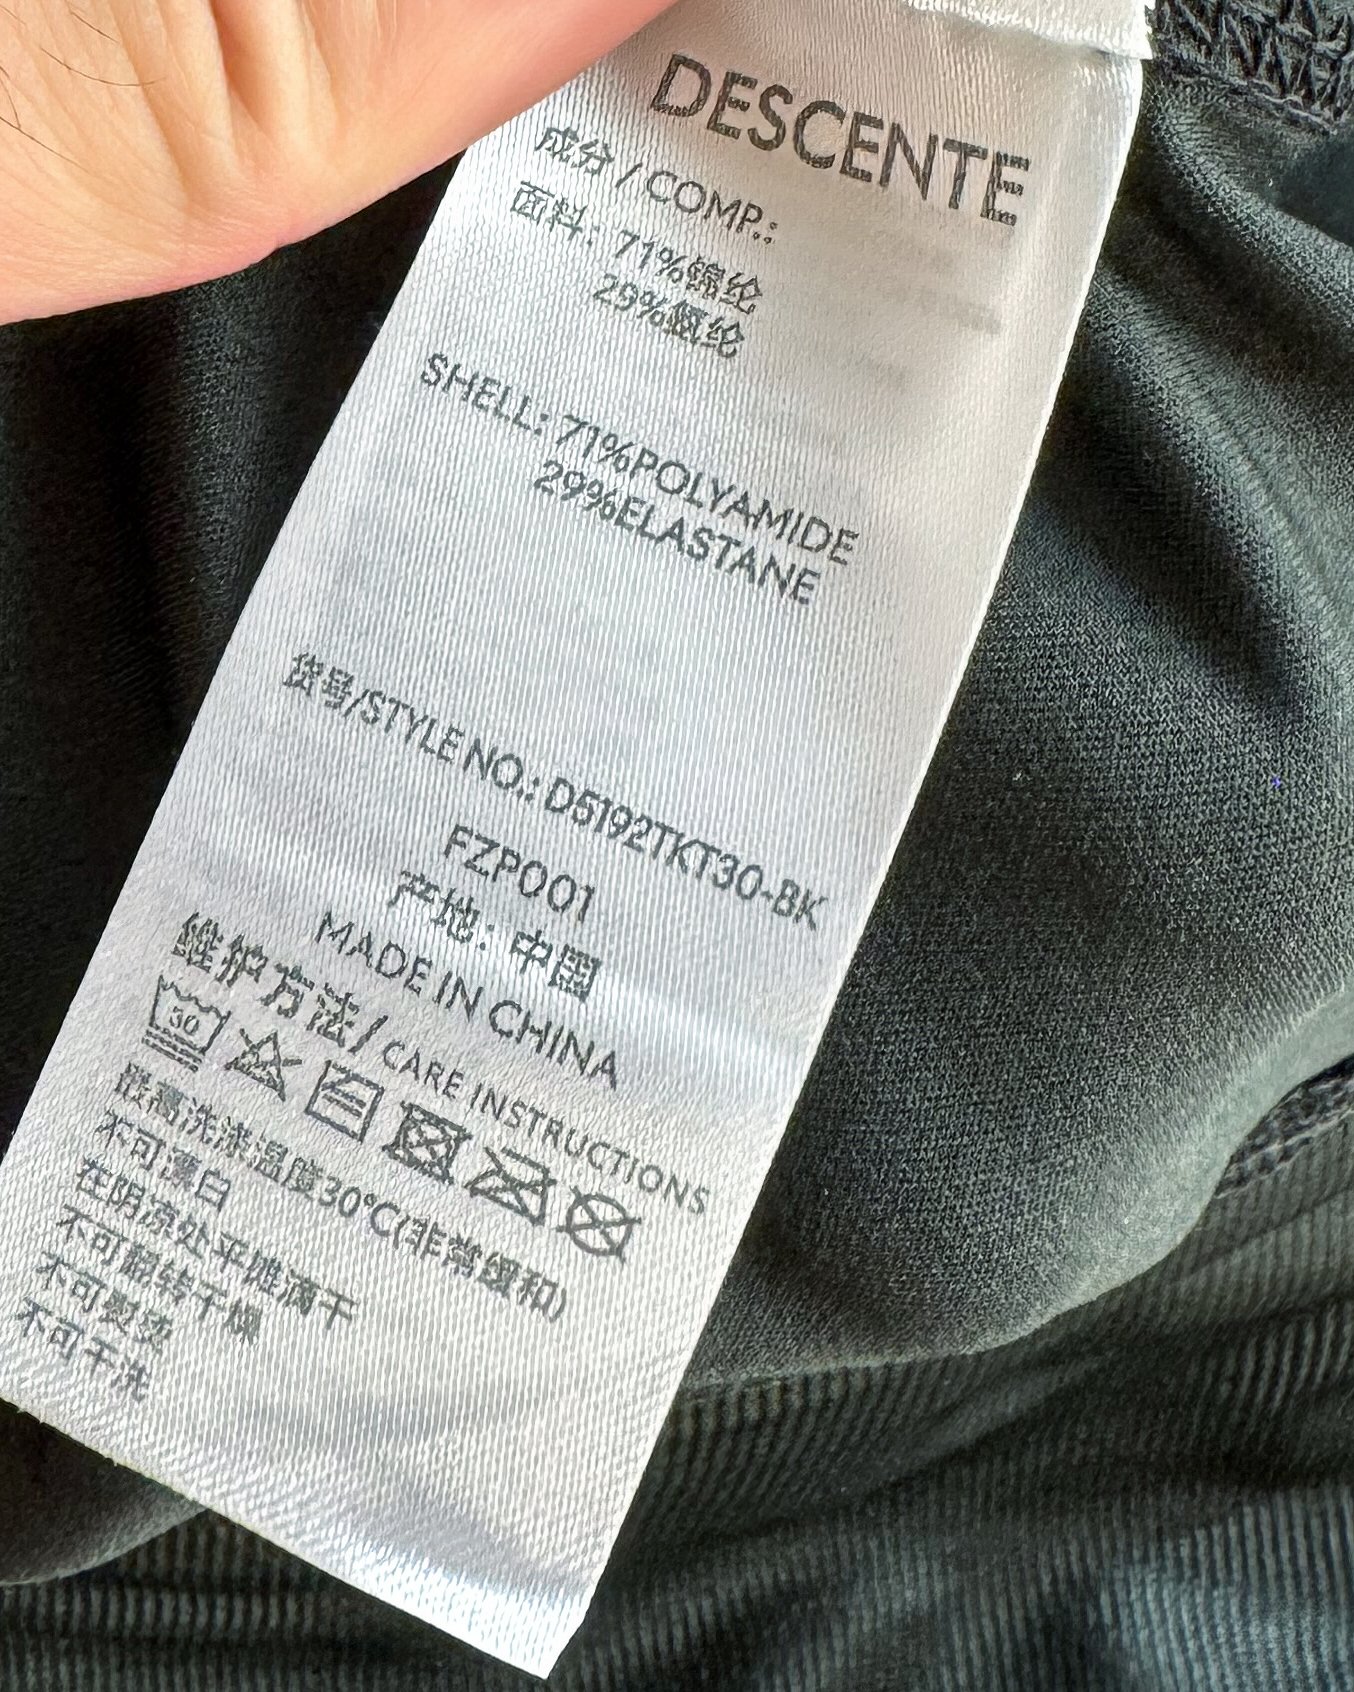 DESCENTE
成分 / COMP.:
面料: 71%锦纶
29%氨纶
SHELL: 71%POLYAMIDE
29%ELASTANE
货号/STYLE NO.: D5192TKT30-BK
FZP001
产地: 中国
MADE IN CHINA
维护方法 / CARE INSTRUCTIONS
30
最高洗涤温度30℃(非常缓和)
不可漂白
在阴凉处平摊滴干
不可翻转干燥
不可熨烫
不可干洗